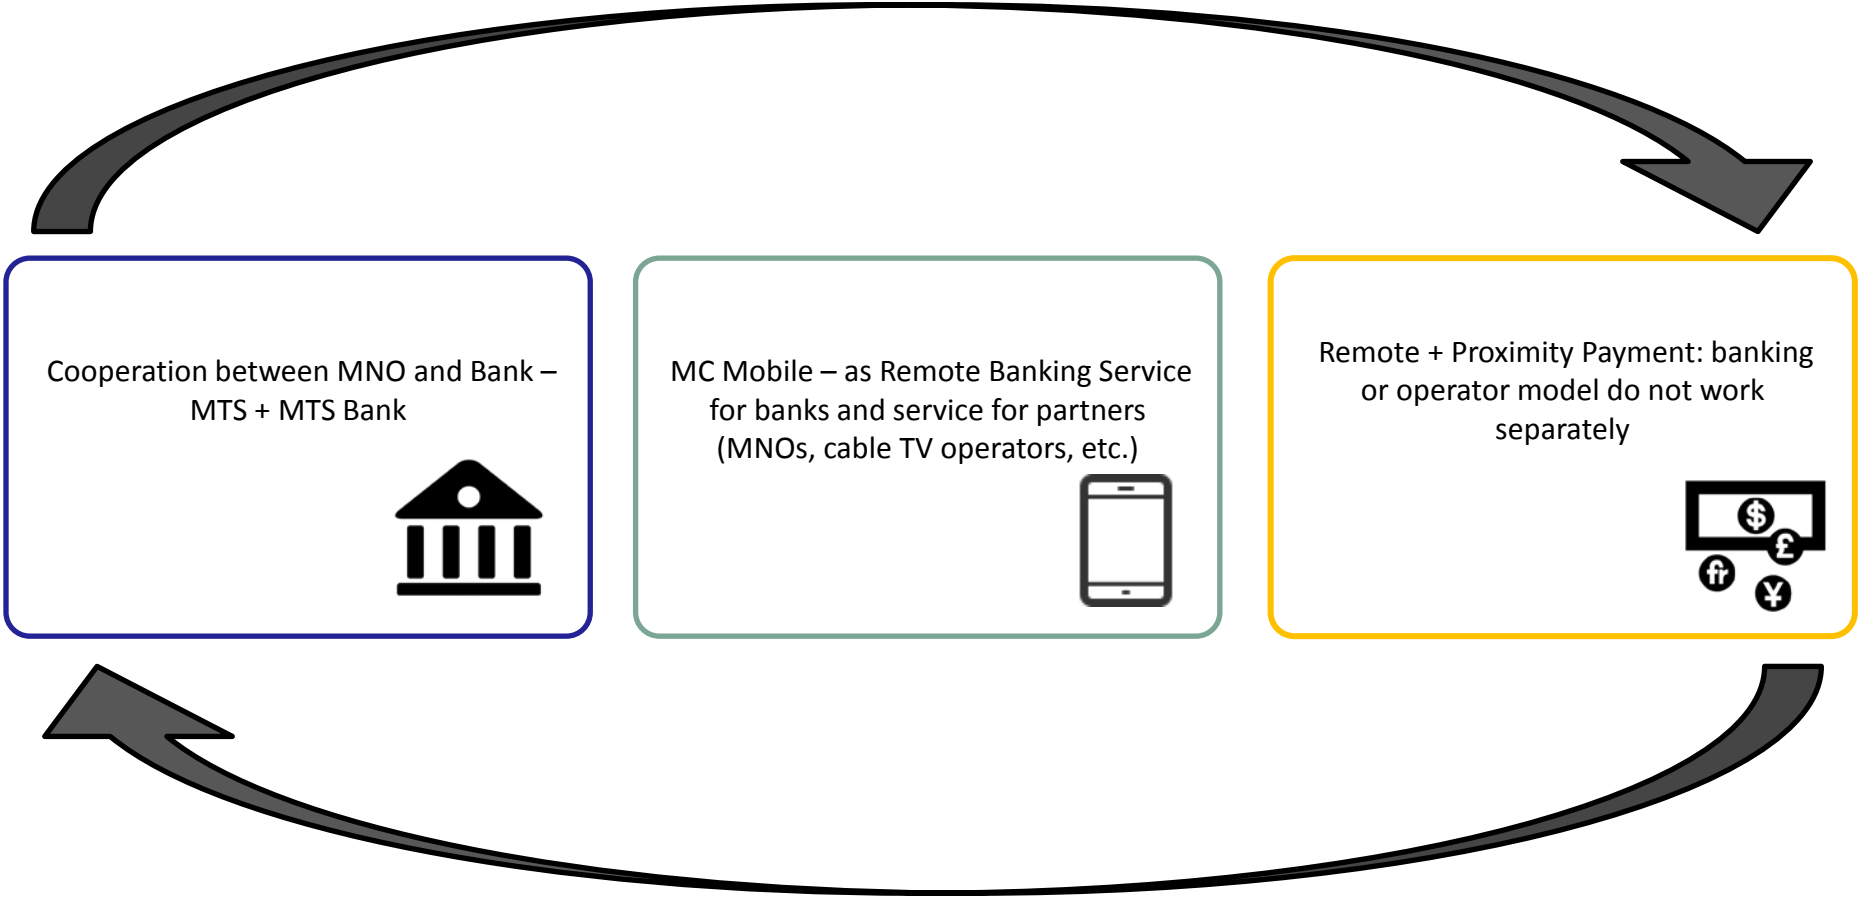 Cooperation between MNO and Bank –
MTS + MTS Bank
MC Mobile – as Remote Banking Service
for banks and service for partners
(MNOs, cable TV operators, etc.)
Remote + Proximity Payment: banking
or operator model do not work
separately
$
£
fr
¥